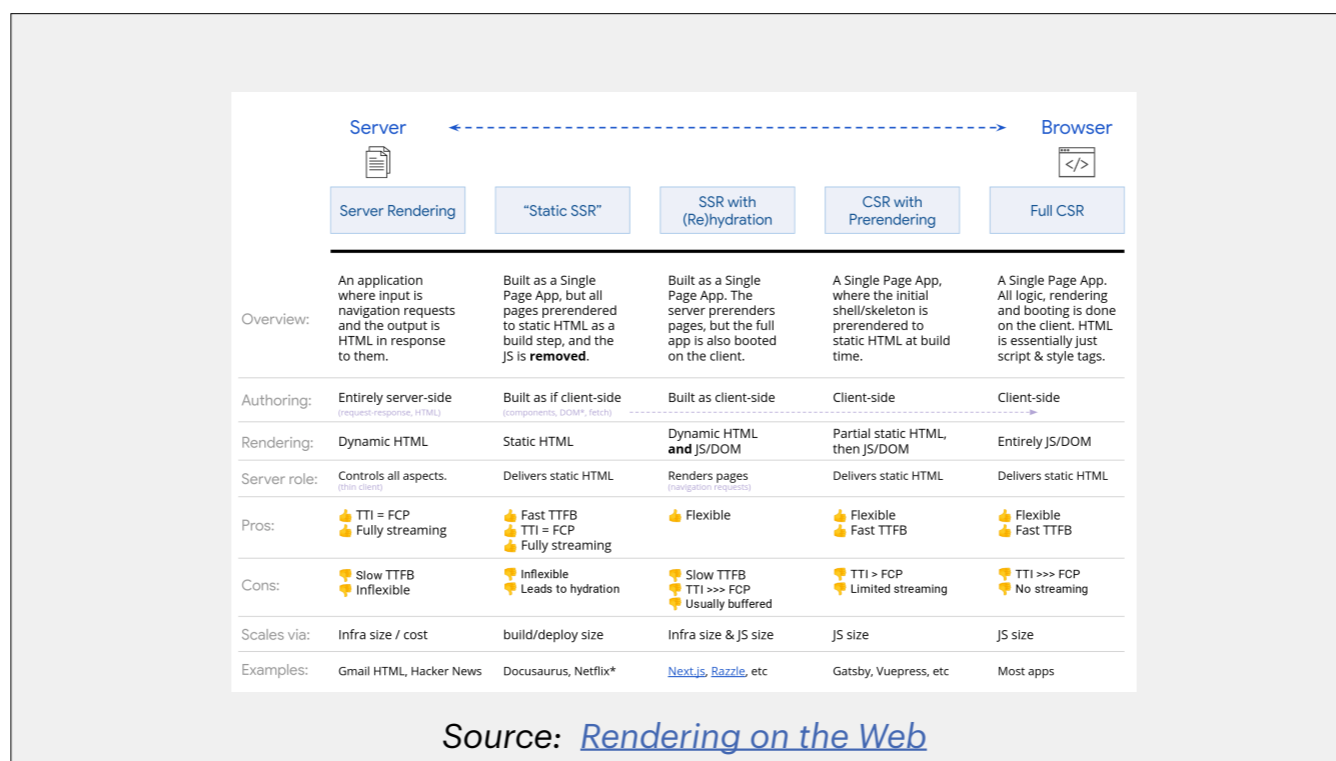 Server
Browser
</>
Server Rendering
“Static SSR”
SSR with
(Re)hydration
CSR with
Prerendering
Full CSR
Overview:
An application
where input is
navigation requests
and the output is
HTML in response
to them.
Built as a Single
Page App, but all
pages prerendered
to static HTML as a
build step, and the
JS is removed.
Built as a Single
Page App. The
server prerenders
pages, but the full
app is also booted
on the client.
A Single Page App,
where the initial
shell/skeleton is
prerendered to
static HTML at build
time.
A Single Page App.
All logic, rendering
and booting is done
on the client. HTML
is essentially just
script & style tags.
Authoring:
Entirely server-side
(request-response, HTML)
Built as if client-side
(components, DOM*, fetch)
Built as client-side
Client-side
Client-side
Rendering:
Dynamic HTML
Static HTML
Dynamic HTML
and JS/DOM
Partial static HTML,
then JS/DOM
Entirely JS/DOM
Server role:
Controls all aspects.
(thin client)
Delivers static HTML
Renders pages
(navigation requests)
Delivers static HTML
Delivers static HTML
Pros:
👍 TTI = FCP
👍 Fully streaming
👍 Fast TTFB
👍 TTI = FCP
👍 Fully streaming
👍 Flexible
👍 Flexible
👍 Fast TTFB
👍 Flexible
👍 Fast TTFB
Cons:
👎 Slow TTFB
👎 Inflexible
👎 Inflexible
👎 Leads to hydration
👎 Slow TTFB
👎 TTI >>> FCP
👎 Usually buffered
👎 TTI > FCP
👎 Limited streaming
👎 TTI >>> FCP
👎 No streaming
Scales via:
Infra size / cost
build/deploy size
Infra size & JS size
JS size
JS size
Examples:
Gmail HTML, Hacker News
Docusaurus, Netflix*
Next.js, Razzle, etc
Gatsby, Vuepress, etc
Most apps
Source: Rendering on the Web